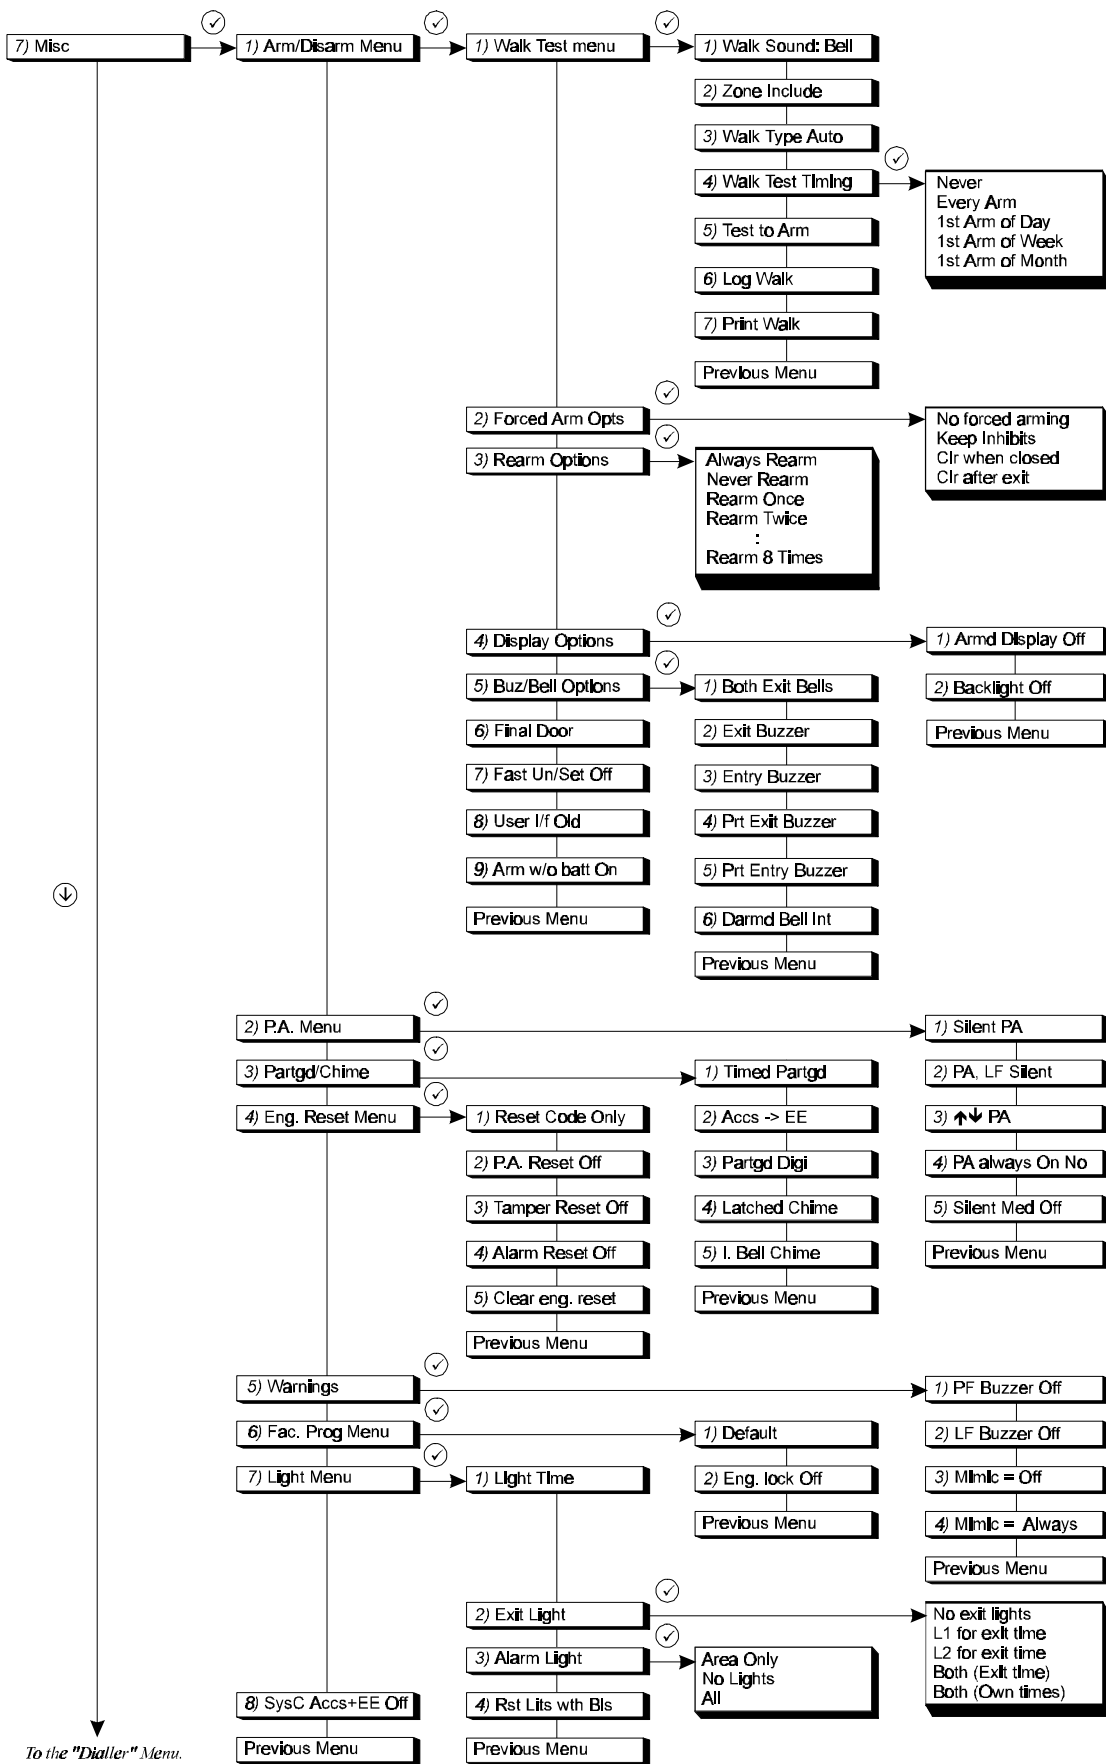 7) Misc
1) Arm/Disarm Menu
1) Walk Test menu
1) Walk Sound: Bell
2) Zone Include
3) Walk Type Auto
4) Walk Test Timing
Never
Every Arm
1st Arm of Day
1st Arm of Week
1st Arm of Month
5) Test to Arm
6) Log Walk
7) Print Walk
Previous Menu
2) Forced Arm Opts
No forced arming
Keep Inhibits
Clr when closed
Clr after exit
3) Rearm Options
Always Rearm
Never Rearm
Rearm Once
Rearm Twice
:
Rearm 8 Times
4) Display Options
1) Armd Display Off
2) Backlight Off
Previous Menu
5) Buz/Bell Options
1) Both Exit Bells
2) Exit Buzzer
3) Entry Buzzer
4) Prt Exit Buzzer
5) Prt Entry Buzzer
6) Darmd Bell Int
Previous Menu
6) Final Door
7) Fast Un/Set Off
8) User I/f Old
9) Arm w/o batt On
Previous Menu
2) P.A. Menu
1) Silent PA
2) PA, LF Silent
3) ↑↓ PA
4) PA always On No
5) Silent Med Off
Previous Menu
3) Partgd/Chime
1) Timed Partgd
2) Accs -> EE
3) Partgd Digi
4) Latched Chime
5) I. Bell Chime
Previous Menu
4) Eng. Reset Menu
1) Reset Code Only
2) P.A. Reset Off
3) Tamper Reset Off
4) Alarm Reset Off
5) Clear eng. reset
Previous Menu
5) Warnings
1) PF Buzzer Off
2) LF Buzzer Off
3) Mimic = Off
4) Mimic = Always
Previous Menu
6) Fac. Prog Menu
1) Default
2) Eng. lock Off
Previous Menu
7) Light Menu
1) Light Time
2) Exit Light
No exit lights
L1 for exit time
L2 for exit time
Both (Exit time)
Both (Own times)
3) Alarm Light
Area Only
No Lights
All
4) Rst Lits wth Bls
Previous Menu
8) SysC Accs+EE Off
Previous Menu
To the "Dialler" Menu.